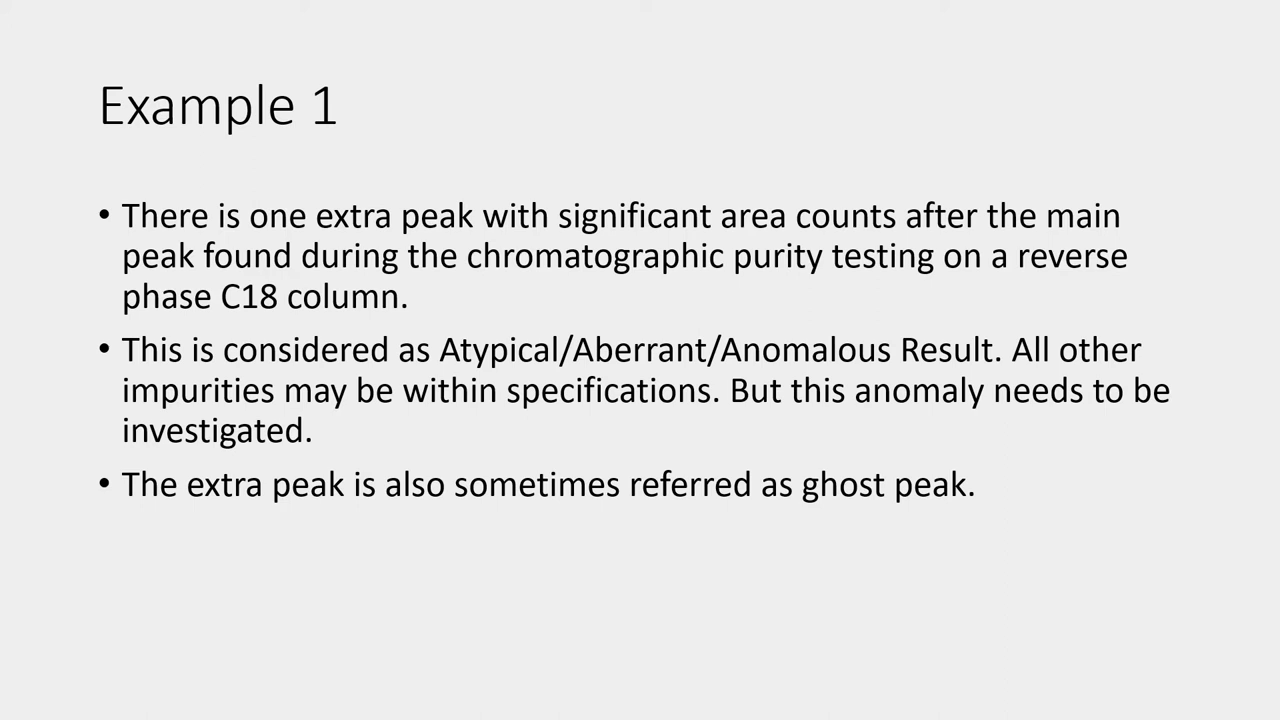 Example 1
• There is one extra peak with significant area counts after the main
peak found during the chromatographic purity testing on a reverse
phase C18 column.
• This is considered as Atypical/Aberrant/Anomalous Result. All other
impurities may be within specifications. But this anomaly needs to be
investigated.
• The extra peak is also sometimes referred as ghost peak.